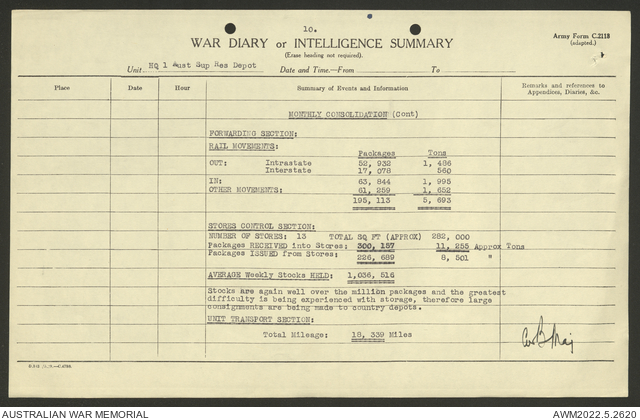 10.
Army Form C.2118
(adapted.)
WAR DIARY or INTELLIGENCE SUMMARY
(Erase heading not required).
Unit HQ 1 Aust Sup Res Depot Date and Time.—From To
Place Date Hour Summary of Events and Information Remarks and references to Appendices, Diaries, &c.
MONTHLY CONSOLIDATION (Cont)
FORWARDING SECTION:
RAIL MOVEMENTS:
Packages Tons
OUT: Intrastate 52, 932 1, 486
Interstate 17, 078 560
IN: 63, 844 1, 995
OTHER MOVEMENTS: 61, 259 1, 652
195, 113 5, 693
STORES CONTROL SECTION:
NUMBER OF STORES: 13 TOTAL SQ FT (APPROX) 282, 000
Packages RECEIVED into Stores: 300, 157 11, 255 Approx Tons
Packages ISSUED from Stores: 226, 689 8, 501 "
AVERAGE Weekly Stocks HELD: 1,036, 516
Stocks are again well over the million packages and the greatest
difficulty is being experienced with storage, therefore large
consignments are being made to country depots.
UNIT TRANSPORT SECTION:
Total Mileage: 18, 339 Miles
Maj
AUSTRALIAN WAR MEMORIAL AWM2022.5.2620